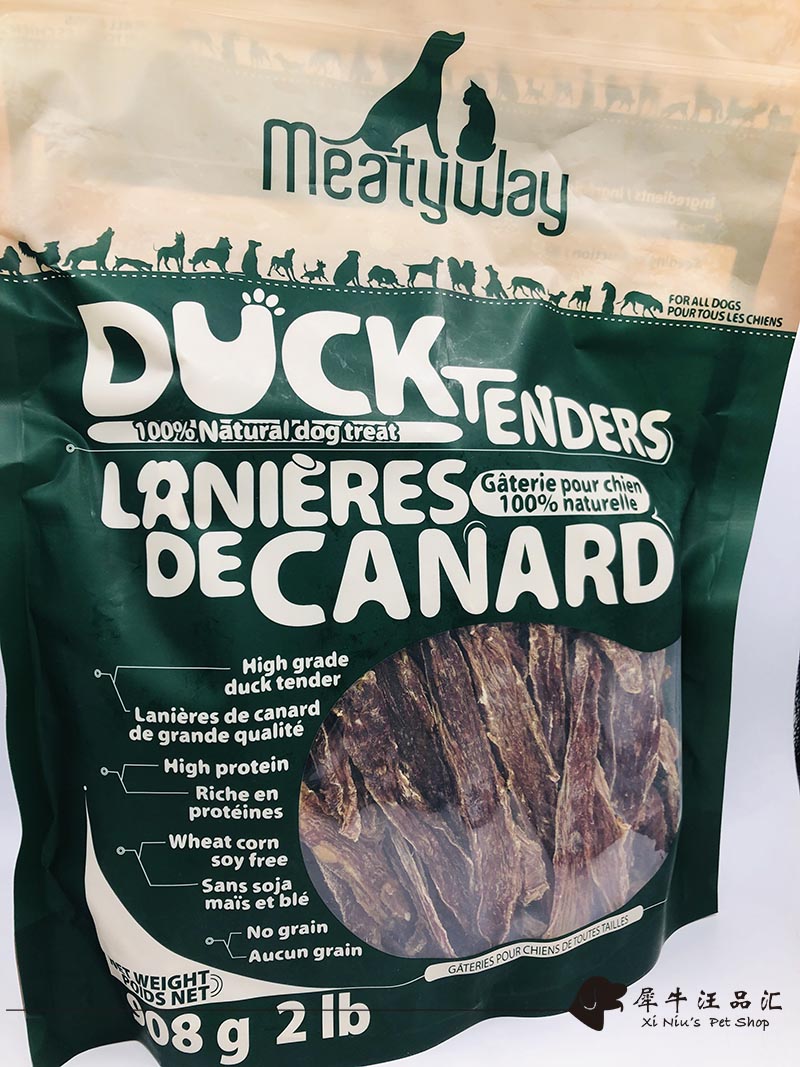 MeatyWay
FOR ALL DOGS
POUR TOUS LES CHIENS
DUCK TENDERS
100% Natural dog treat
LANIÈRES
DE CANARD
Gâterie pour chien
100% naturelle
High grade
duck tender
Lanières de canard
de grande qualité
High protein
Riche en
protéines
Wheat corn
soy free
Sans soja
maïs et blé
No grain
Aucun grain
GÂTERIES POUR CHIENS DE TOUTES TAILLES
NET WEIGHT
POIDS NET
908 g 2 lb
犀牛汪品汇
Xi Niu's Pet Shop